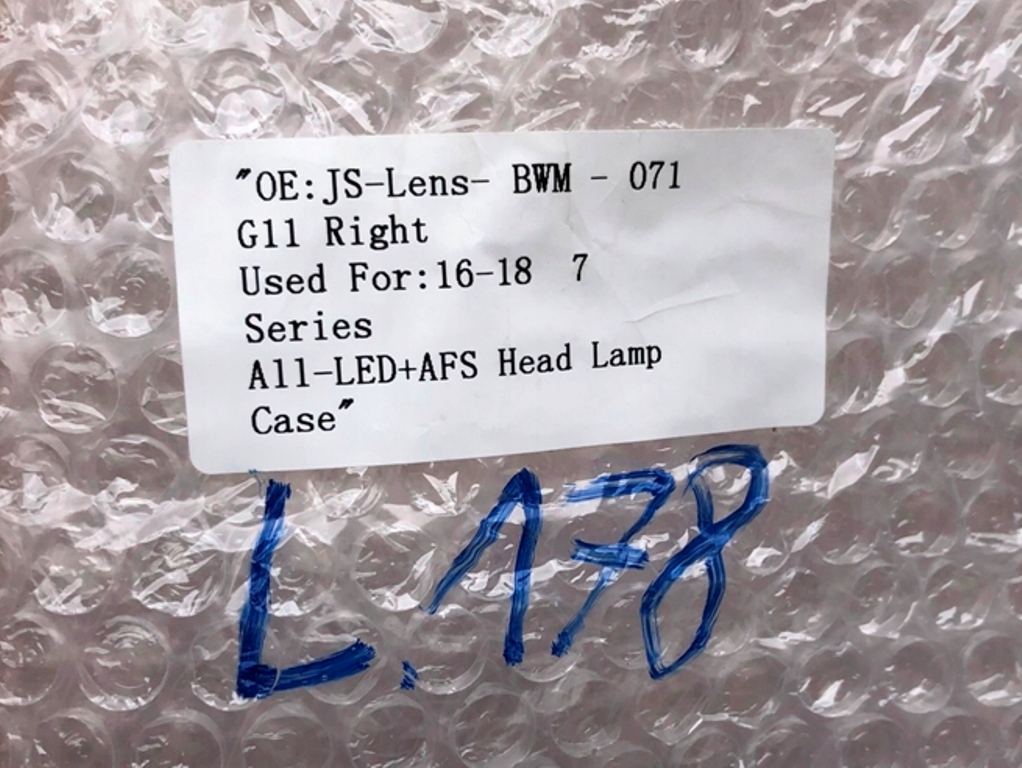 "OE:JS-Lens- BWM - 071
G11 Right
Used For:16-18 7
Series
All-LED+AFS Head Lamp
Case"
L.178